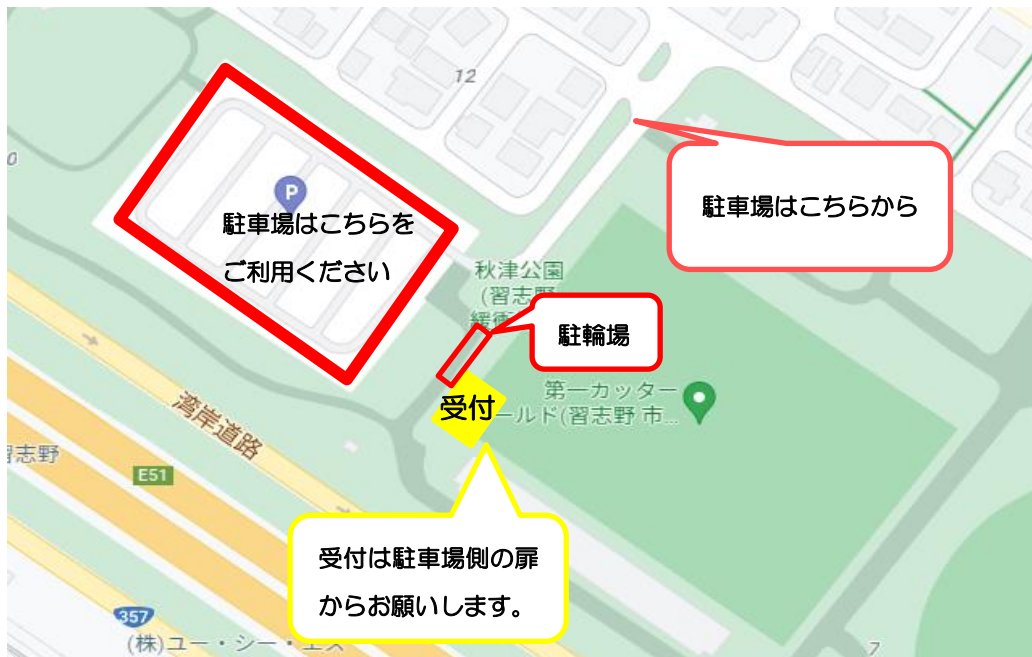 12
0
P
駐車場はこちらを
ご利用ください
駐車場はこちらから
秋津公園
(習志野
緩衝
駐輪場
第一カッター
ールド(習志野 市...
受付
湾岸道路
習志野
E51
受付は駐車場側の扉
からお願いします。
357
(株)ユー・シー・エス
7